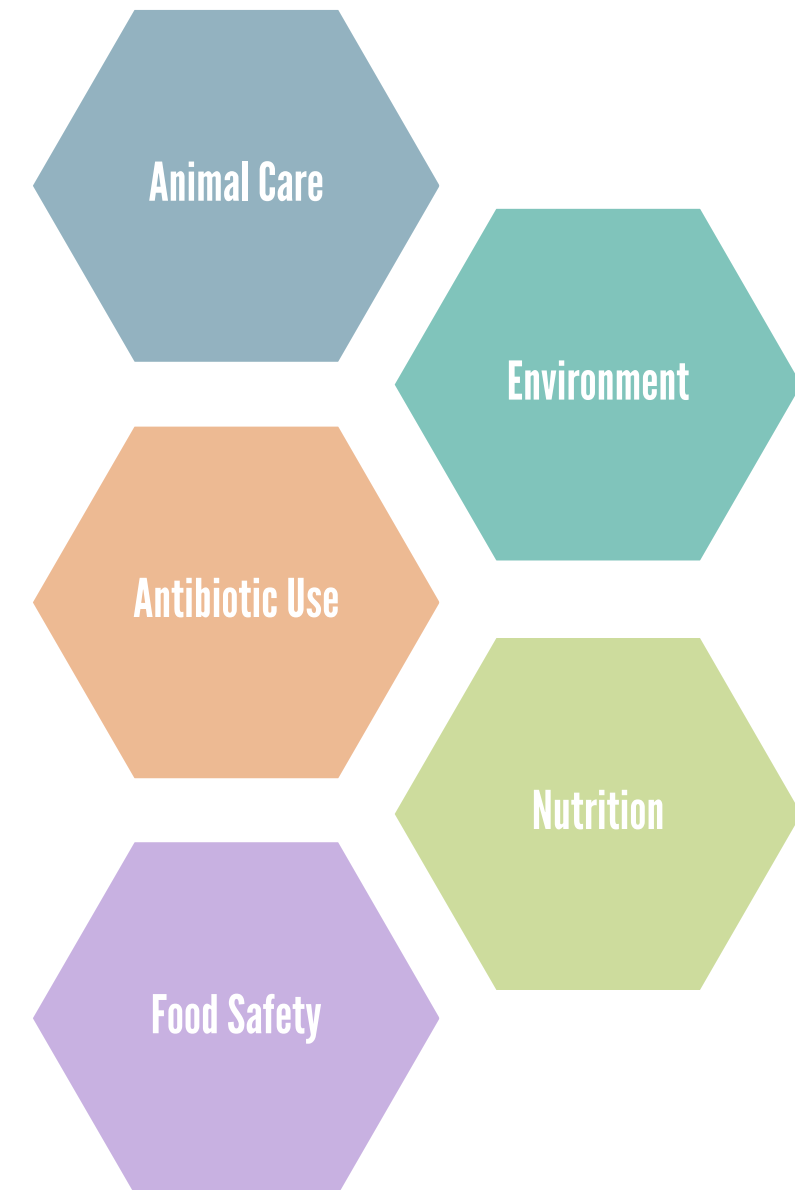 Animal Care
Environment
Antibiotic Use
Nutrition
Food Safety